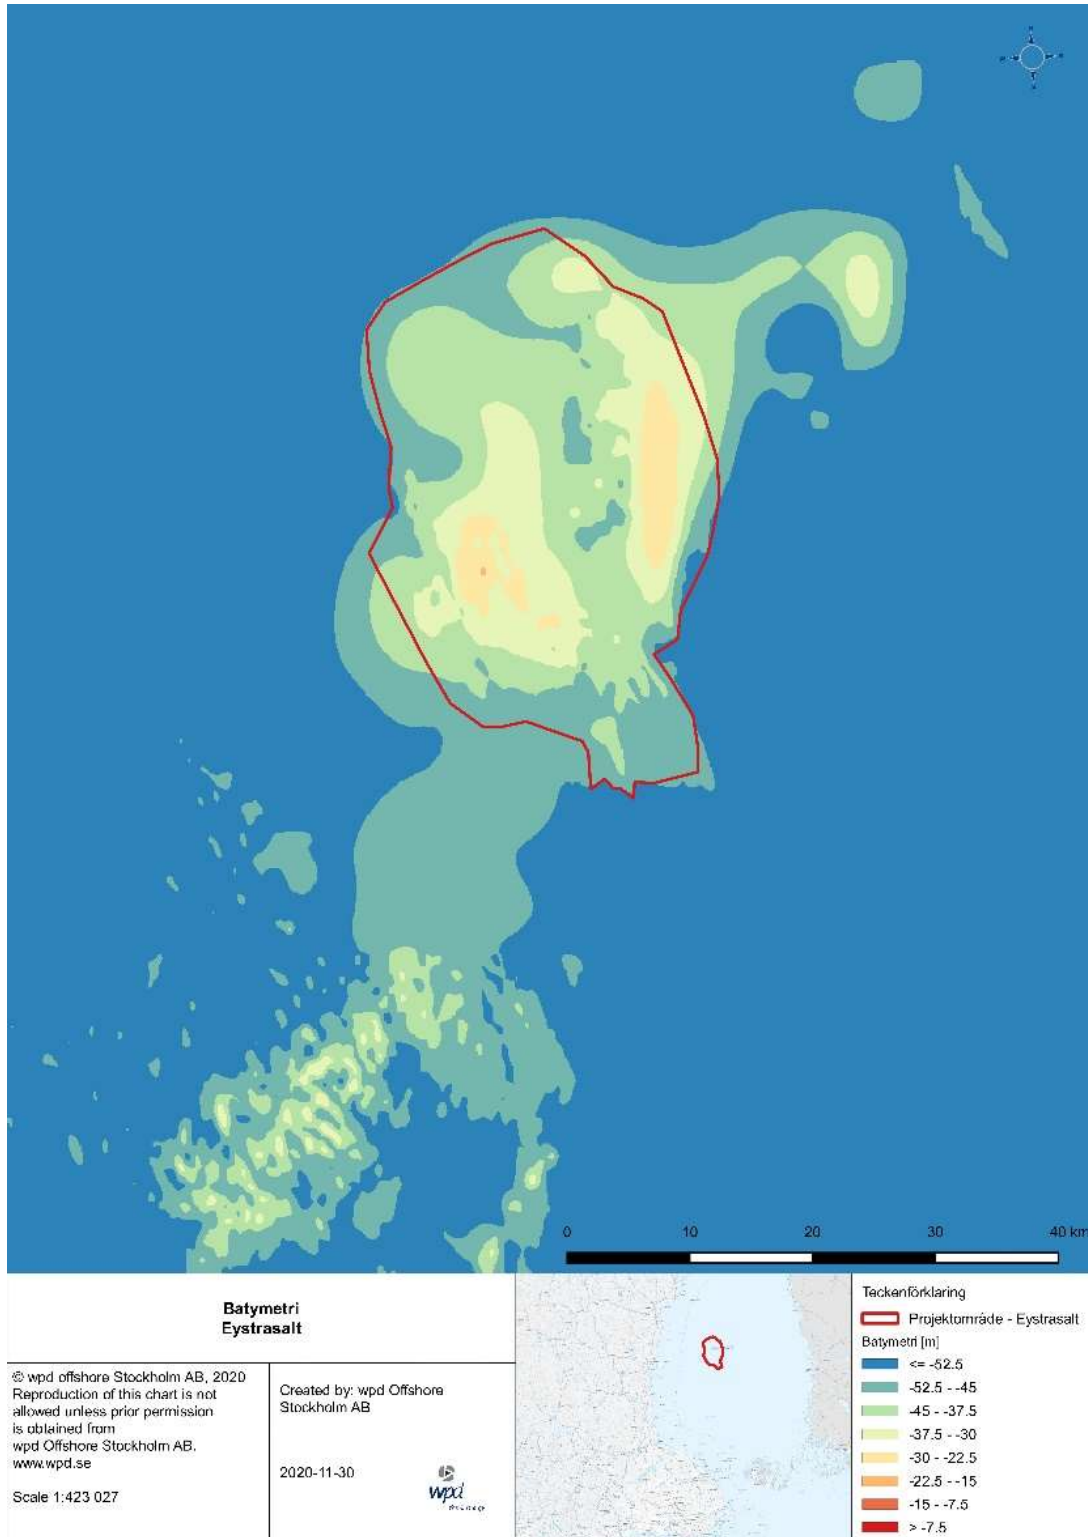 0 10 20 30 40 km
Batymetri
Eystrasalt
© wpd offshore Stockholm AB, 2020
Reproduction of this chart is not
allowed unless prior permission
is obtained from
wpd Offshore Stockholm AB.
www.wpd.se
Scale 1:423 027
Created by: wpd Offshore
Stockholm AB
2020-11-30
wpd
Teckenförklaring
Projektområde - Eystrasalt
Batymetri [m]
<= -52.5
-52.5 - -45
-45 - -37.5
-37.5 - -30
-30 - -22.5
-22.5 - -15
-15 - -7.5
> -7.5